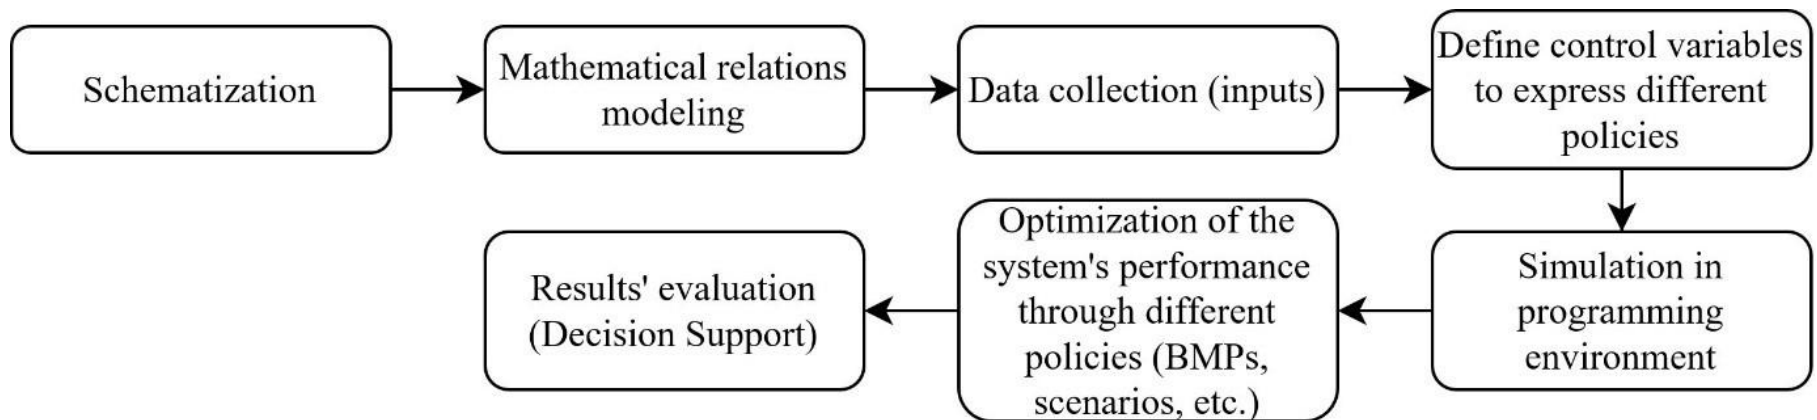 Schematization
Mathematical relations
modeling
Data collection (inputs)
Define control variables
to express different
policies
Simulation in
programming
environment
Optimization of the
system's performance
through different
policies (BMPs,
scenarios, etc.)
Results' evaluation
(Decision Support)